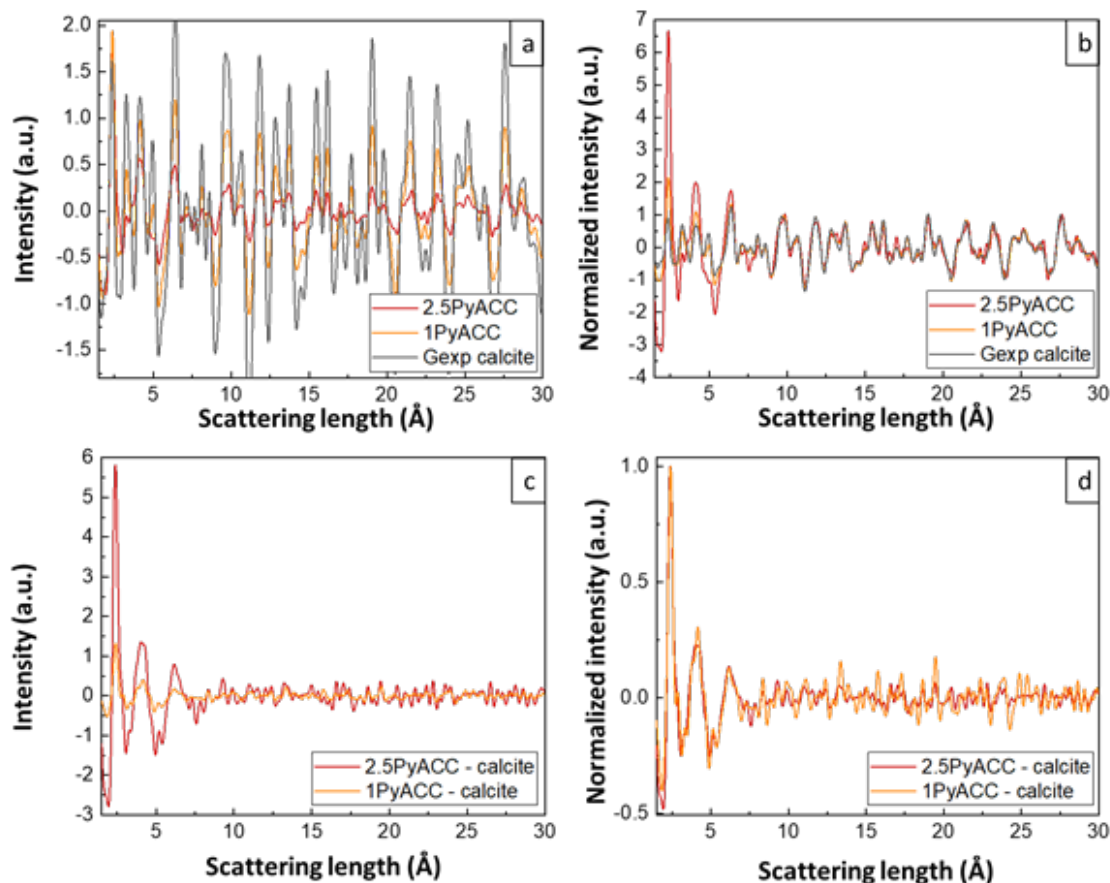 a
2.0
1.5
1.0
0.5
0.0
-0.5
-1.0
-1.5
Intensity (a.u.)
2.5PyACC
1PyACC
Gexp calcite
5 10 15 20 25 30
Scattering length (Å)
b
7
6
5
4
3
2
1
0
-1
-2
-3
-4
Normalized intensity (a.u.)
2.5PyACC
1PyACC
Gexp calcite
5 10 15 20 25 30
Scattering length (Å)
c
6
5
4
3
2
1
0
-1
-2
-3
Intensity (a.u.)
2.5PyACC - calcite
1PyACC - calcite
5 10 15 20 25 30
Scattering length (Å)
d
1.0
0.5
0.0
-0.5
Normalized intensity (a.u.)
2.5PyACC - calcite
1PyACC - calcite
5 10 15 20 25 30
Scattering length (Å)